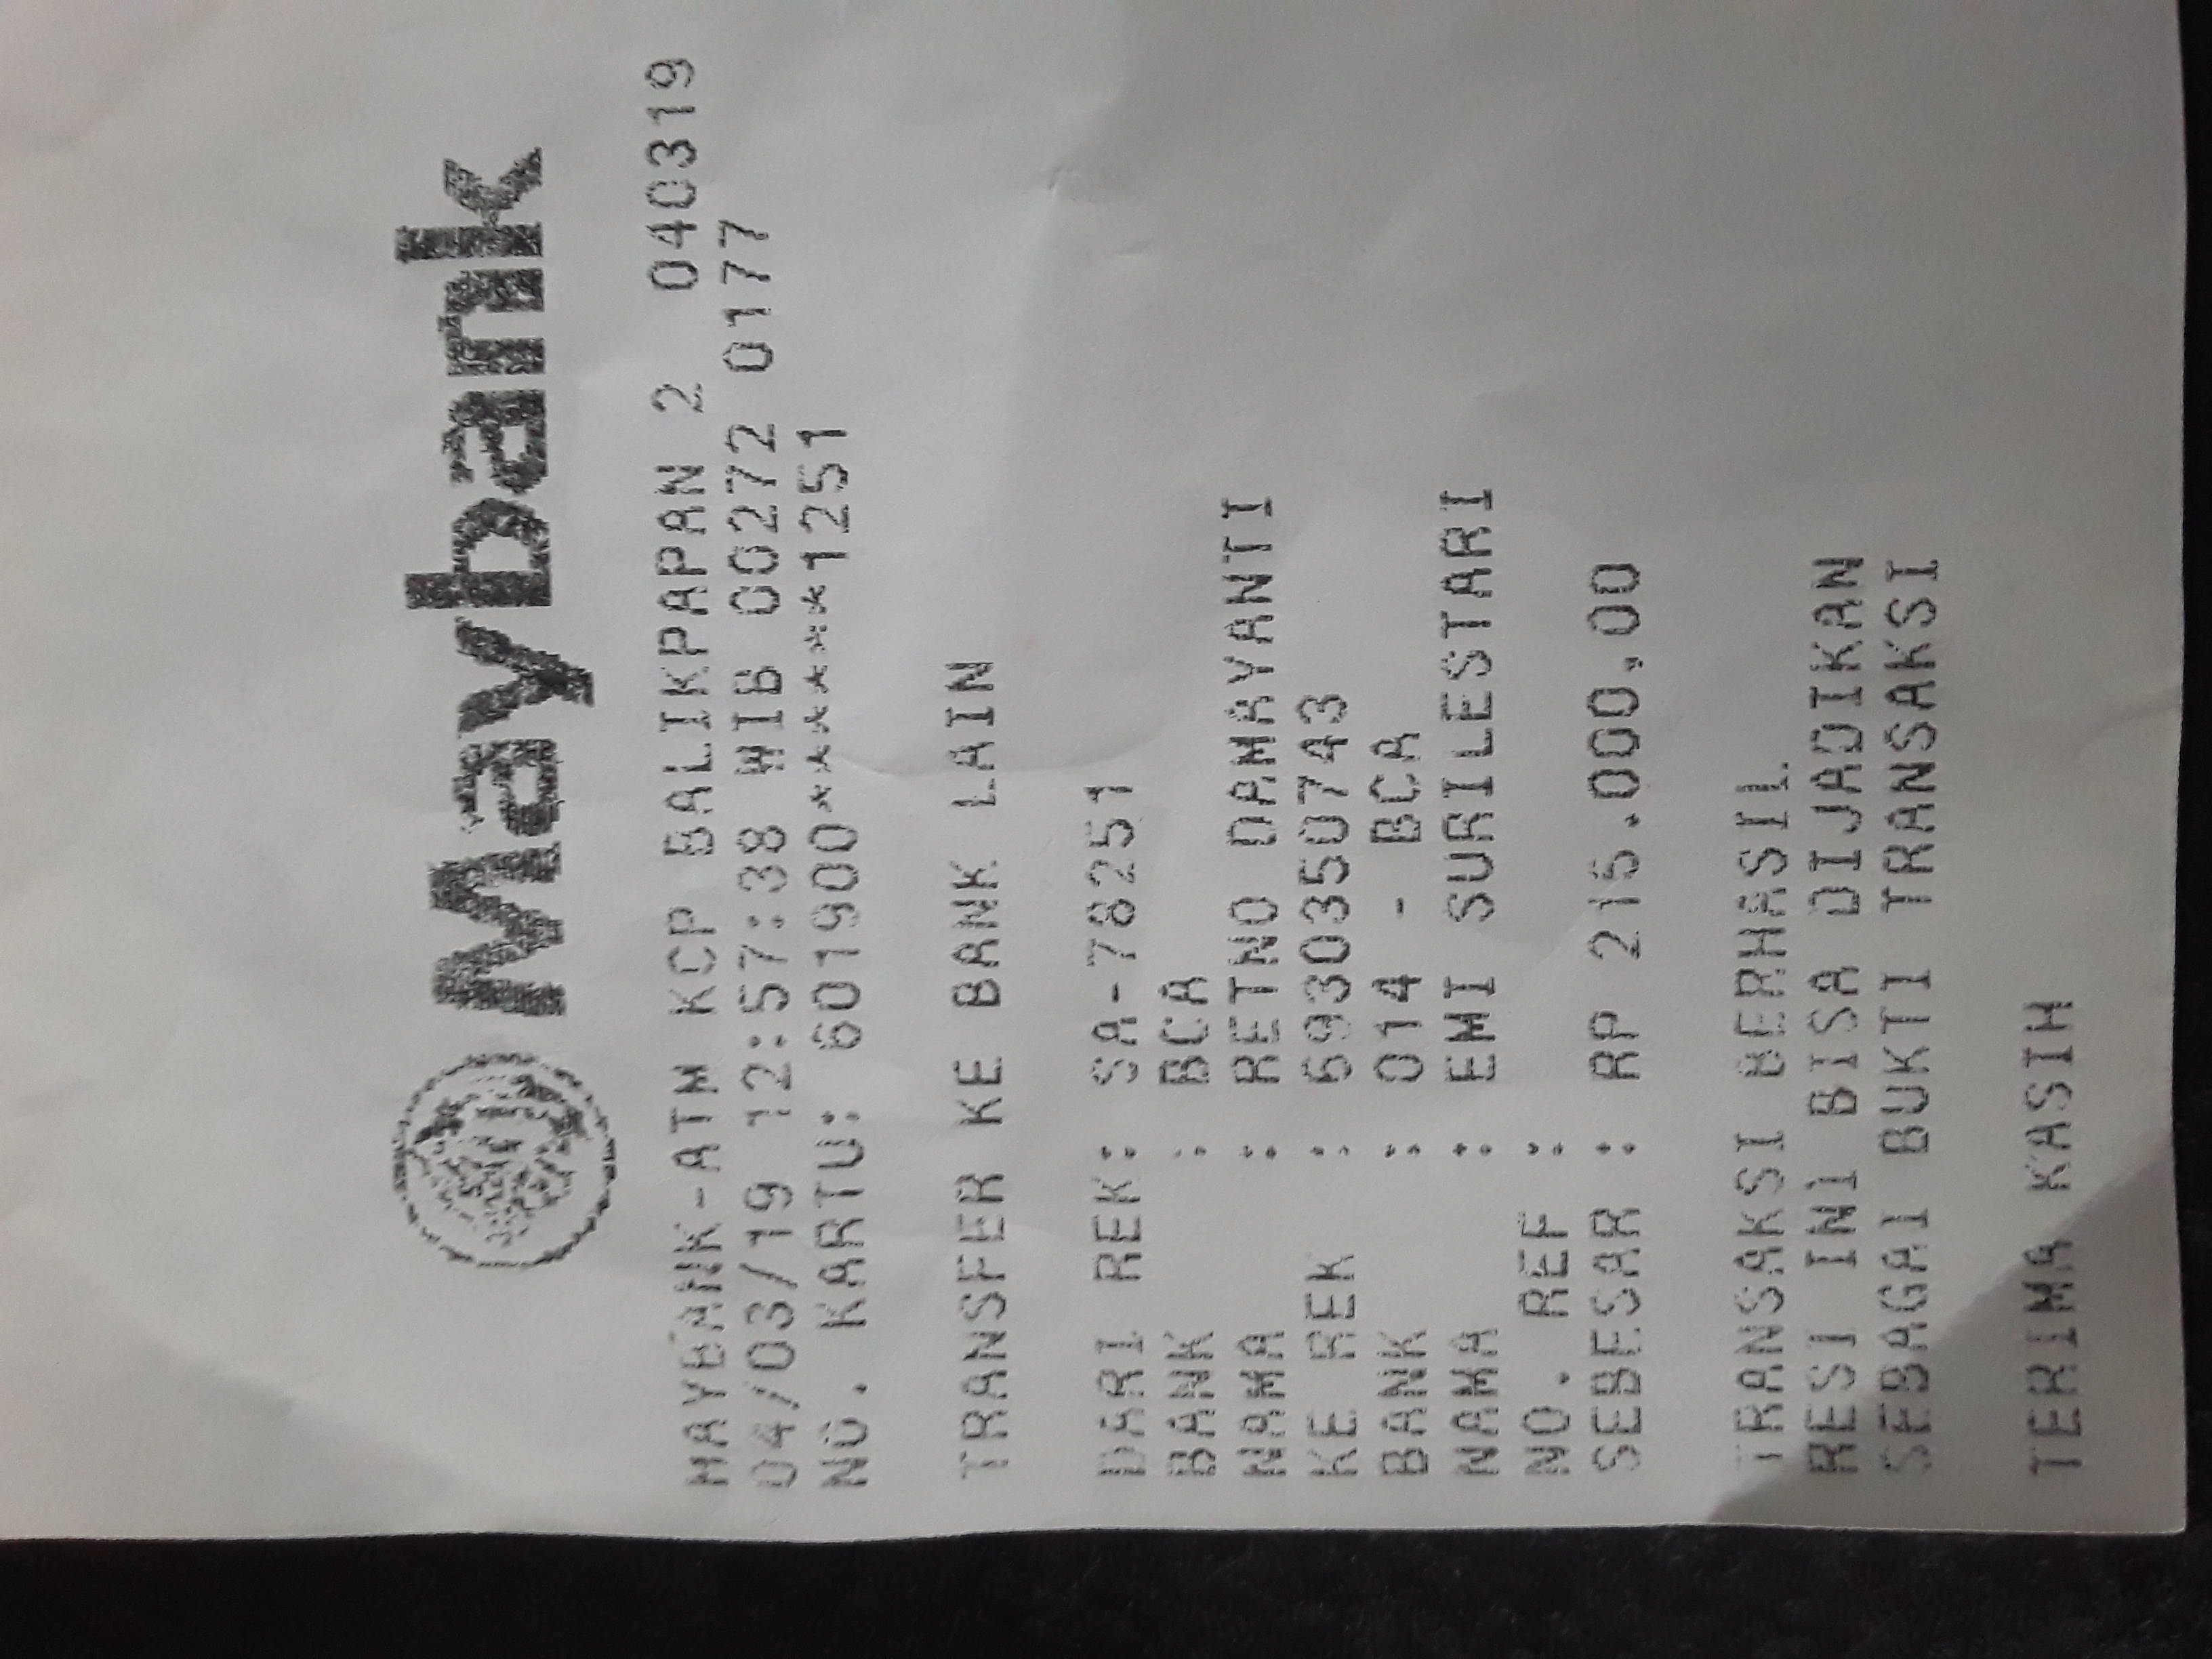 Maybank
MAYBANK-ATM KCP BALIKPAPAN 2 040319
04/03/19 12:57:38 WIB G0272 0177
NO. KARTU: 601900******1251
TRANSFER KE BANK LAIN
DARI REK: SA-78251
BANK : BCA
NAMA : RETNO DAMAYANTI
KE REK : 6930350743
BANK : 014 - BCA
NAMA : EMI SURILESTARI
NO. REF :
SEBESAR : RP 215.000,00
TRANSAKSI BERHASIL
RESI INI BISA DIJADIKAN
SEBAGAI BUKTI TRANSAKSI
TERIMA KASIH